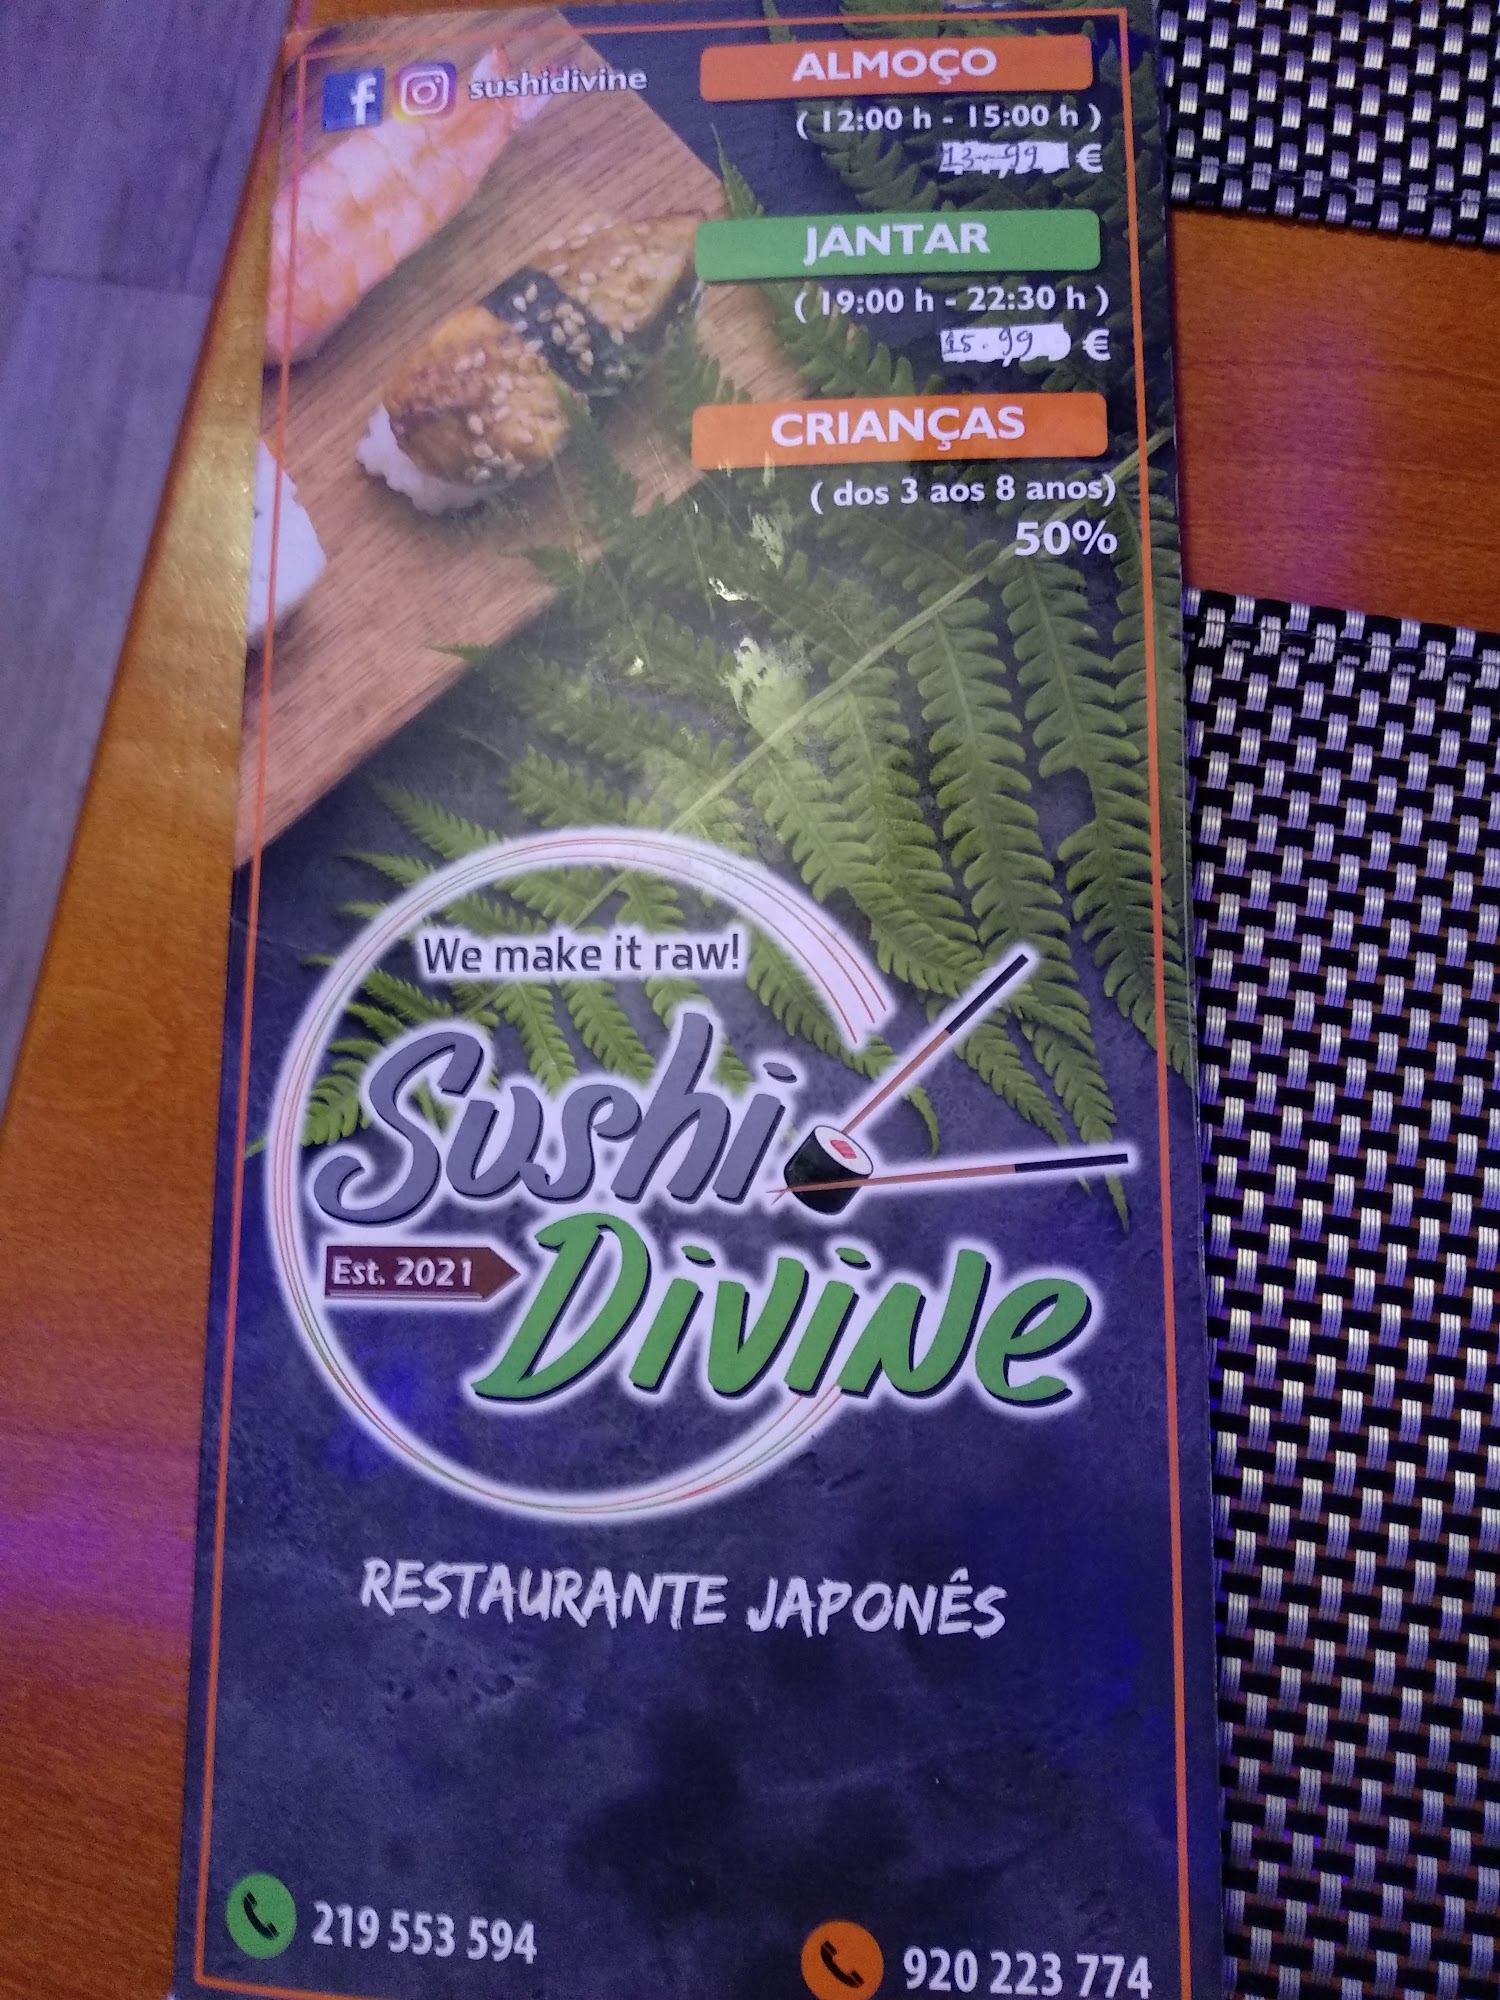 sushidivine
ALMOÇO
( 12:00 h - 15:00 h )
13.99 €
JANTAR
( 19:00 h - 22:30 h )
15.99 €
CRIANÇAS
( dos 3 aos 8 anos)
50%
We make it raw!
Sushi
Est. 2021
Divine
RESTAURANTE JAPONÊS
219 553 594
920 223 774